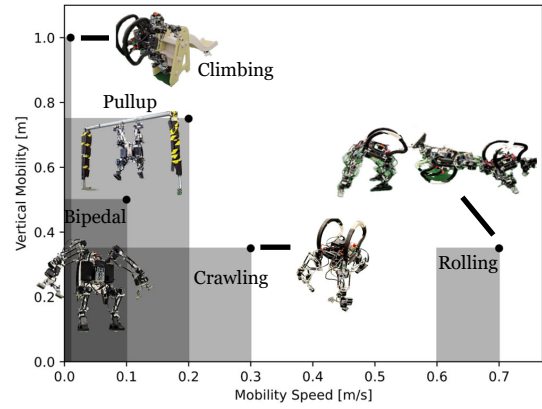 1.0
Climbing
0.8
Pullup
Vertical Mobility [m]
0.6
Bipedal
0.4
Crawling
Rolling
0.2
0.0
0.0 0.1 0.2 0.3 0.4 0.5 0.6 0.7
Mobility Speed [m/s]